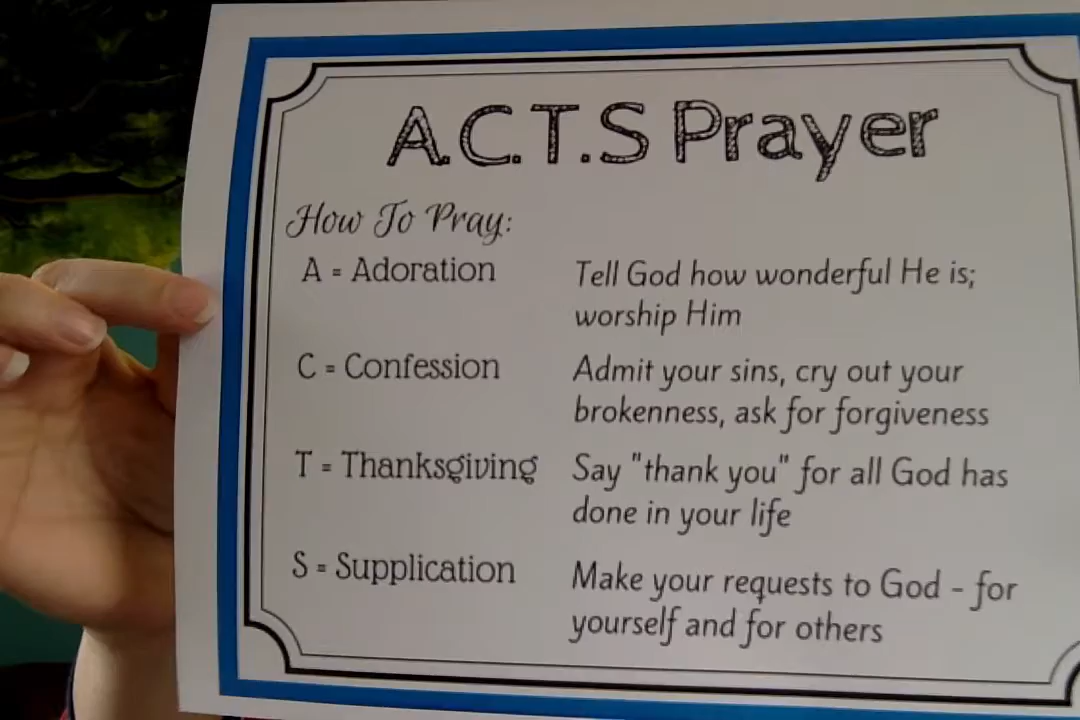 A.C.T.S Prayer
How To Pray:
A = Adoration Tell God how wonderful He is;
worship Him
C = Confession Admit your sins, cry out your
brokenness, ask for forgiveness
T = Thanksgiving Say "thank you" for all God has
done in your life
S = Supplication Make your requests to God - for
yourself and for others